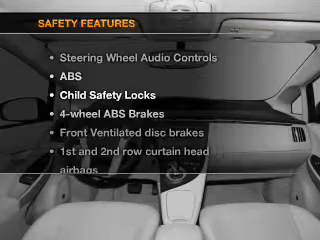 SAFETY FEATURES
• Steering Wheel Audio Controls
• ABS
• Child Safety Locks
• 4-wheel ABS Brakes
• Front Ventilated disc brakes
• 1st and 2nd row curtain head
airbags